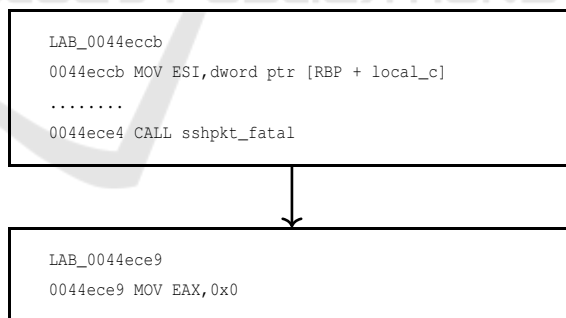 LAB_0044eccb
0044eccb MOV ESI,dword ptr [RBP + local_c]
........
0044ece4 CALL sshpkt_fatal
LAB_0044ece9
0044ece9 MOV EAX,0x0